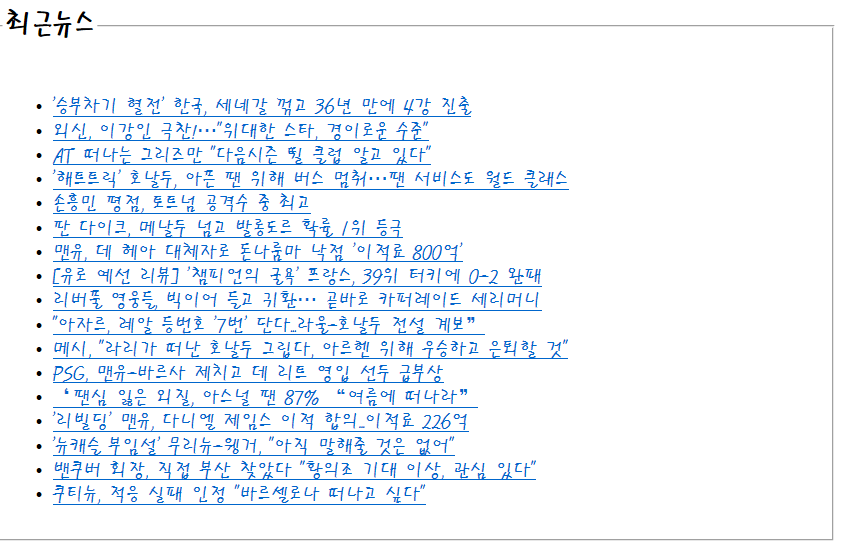 최근뉴스
'승부차기 혈전' 한국, 세네갈 꺾고 36년 만에 4강 진출
외신, 이강인 극찬!…"위대한 스타, 경이로운 수준"
AT 떠나는 그리즈만 "다음시즌 뛸 클럽 알고 있다"
'해트트릭' 호날두, 아픈 팬 위해 버스 멈춰…팬 서비스도 월드 클래스
손흥민 평점, 토트넘 공격수 중 최고
판 다이크, 메날두 넘고 발롱도르 확률 1위 등극
맨유, 데 헤아 대체자로 돈나룸마 낙점 '이적료 800억'
[유로 예선 리뷰] '챔피언의 굴욕' 프랑스, 39위 터키에 0-2 완패
리버풀 영웅들, 빅이어 들고 귀환… 곧바로 카퍼레이드 세리머니
"아자르, 레알 등번호 '7번' 단다..라울-호날두 전설 계보”
메시, "라리가 떠난 호날두 그립다, 아르헨 위해 우승하고 은퇴할 것"
PSG, 맨유-바르사 제치고 데 리트 영입 선두 급부상
‘팬심 잃은 외질, 아스널 팬 87% “여름에 떠나라”
'리빌딩' 맨유, 다니엘 제임스 이적 합의..이적료 226억
'뉴캐슬 부임설' 무리뉴-웽거, "아직 말해줄 것은 없어"
밴쿠버 회장, 직접 부산 찾았다 "황의조 기대 이상, 관심 있다"
쿠티뉴, 적응 실패 인정 "바르셀로나 떠나고 싶다"